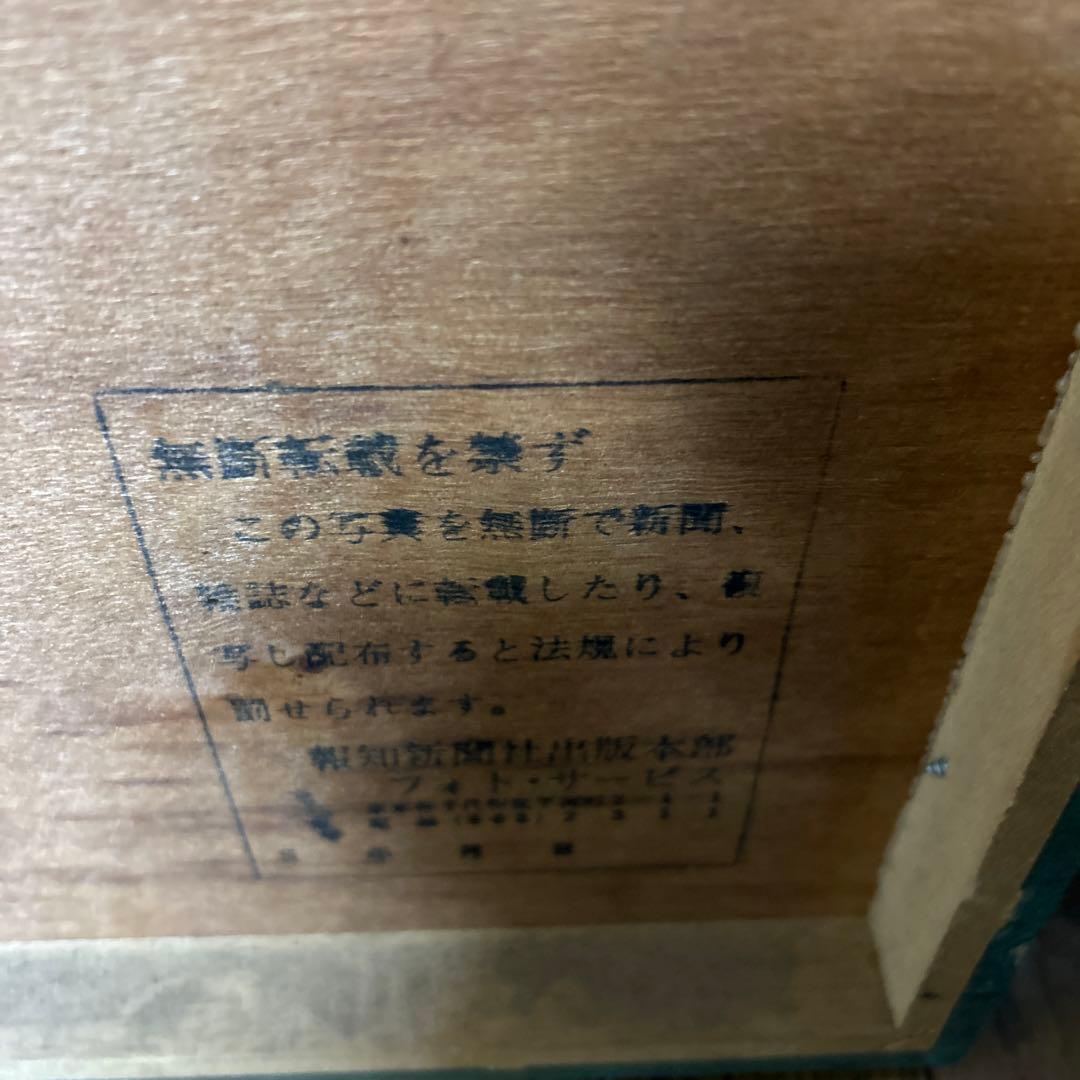 無断転載を禁ず
この写真を無断で新聞、
雑誌などに転載したり、複
写し配布すると法規により
罰せられます。
報知新聞社出版本部
フォト・サービス
年 月 日